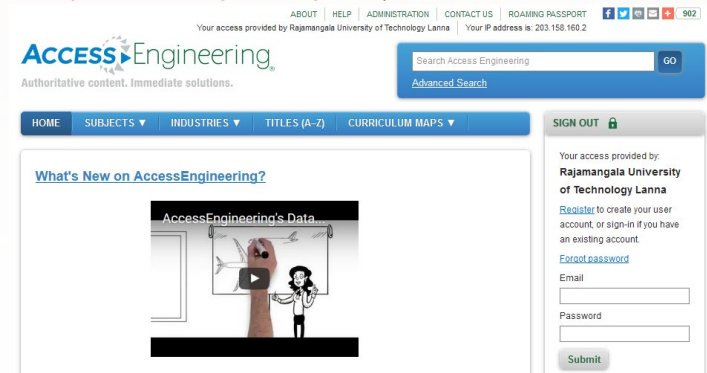 ABOUT HELP ADMINISTRATION CONTACT US ROAMING PASSPORT 902
Your access provided by Rajamangala University of Technology Lanna Your IP address is: 203.158.160.2
ACCESS Engineering
Authoritative content. Immediate solutions.
Search Access Engineering GO
Advanced Search
HOME SUBJECTS ▼ INDUSTRIES ▼ TITLES (A–Z) CURRICULUM MAPS ▼
SIGN OUT
What's New on AccessEngineering?
AccessEngineering's Data...
Your access provided by:
Rajamangala University
of Technology Lanna
Register to create your user
account, or sign-in if you have
an existing account.
Forgot password
Email
Password
Submit